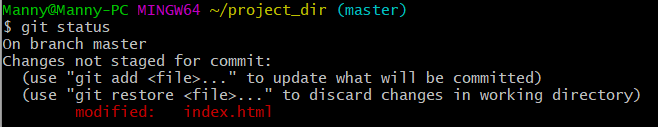 Manny@Manny-PC MINGW64 ~/project_dir (master)
$ git status
On branch master
Changes not staged for commit:
  (use "git add <file>..." to update what will be committed)
  (use "git restore <file>..." to discard changes in working directory)
        modified:   index.html